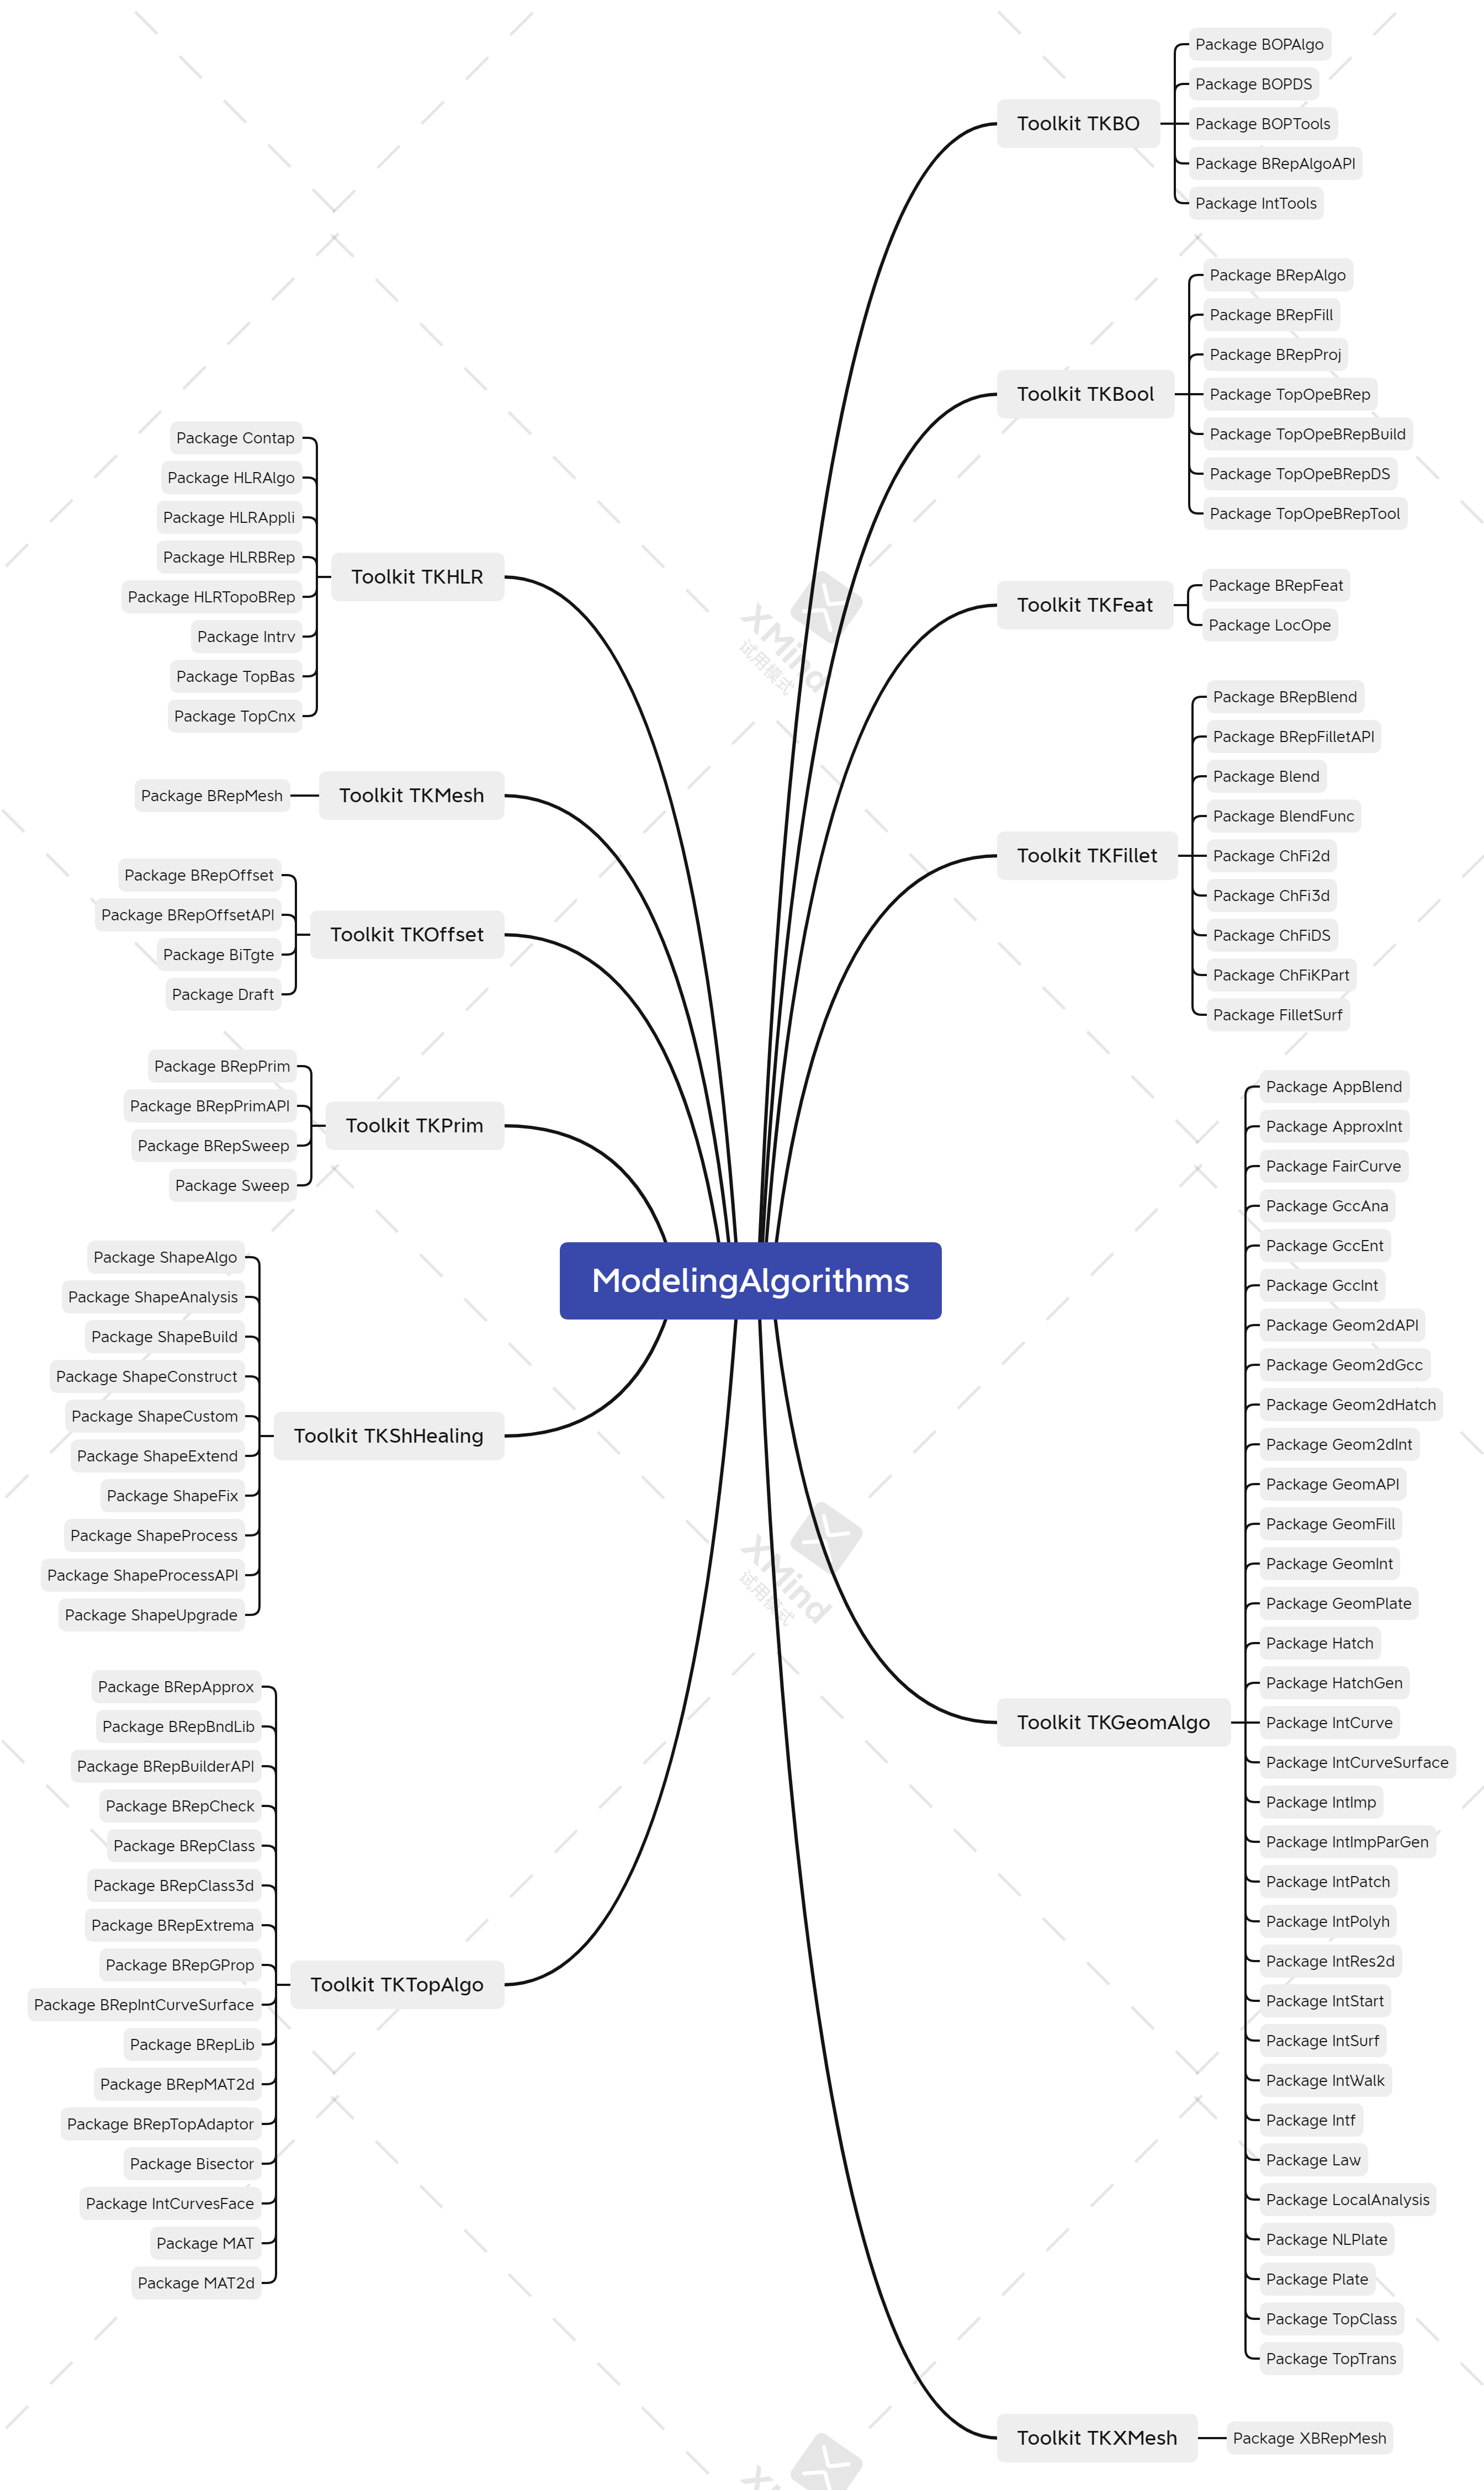 ModelingAlgorithms
Toolkit TKBO
Package BOPAlgo
Package BOPDS
Package BOPTools
Package BRepAlgoAPI
Package IntTools
Toolkit TKBool
Package BRepAlgo
Package BRepFill
Package BRepProj
Package TopOpeBRep
Package TopOpeBRepBuild
Package TopOpeBRepDS
Package TopOpeBRepTool
Toolkit TKFeat
Package BRepFeat
Package LocOpe
Toolkit TKFillet
Package BRepBlend
Package BRepFilletAPI
Package Blend
Package BlendFunc
Package ChFi2d
Package ChFi3d
Package ChFiDS
Package ChFiKPart
Package FilletSurf
Toolkit TKGeomAlgo
Package AppBlend
Package ApproxInt
Package FairCurve
Package GccAna
Package GccEnt
Package GccInt
Package Geom2dAPI
Package Geom2dGcc
Package Geom2dHatch
Package Geom2dInt
Package GeomAPI
Package GeomFill
Package GeomInt
Package GeomPlate
Package Hatch
Package HatchGen
Package IntCurve
Package IntCurveSurface
Package IntImp
Package IntImpParGen
Package IntPatch
Package IntPolyh
Package IntRes2d
Package IntStart
Package IntSurf
Package IntWalk
Package Intf
Package Law
Package LocalAnalysis
Package NLPlate
Package Plate
Package TopClass
Package TopTrans
Toolkit TKXMesh
Package XBRepMesh
Toolkit TKHLR
Package Contap
Package HLRAlgo
Package HLRAppli
Package HLRBRep
Package HLRTopoBRep
Package Intrv
Package TopBas
Package TopCnx
Toolkit TKMesh
Package BRepMesh
Toolkit TKOffset
Package BRepOffset
Package BRepOffsetAPI
Package BiTgte
Package Draft
Toolkit TKPrim
Package BRepPrim
Package BRepPrimAPI
Package BRepSweep
Package Sweep
Toolkit TKShHealing
Package ShapeAlgo
Package ShapeAnalysis
Package ShapeBuild
Package ShapeConstruct
Package ShapeCustom
Package ShapeExtend
Package ShapeFix
Package ShapeProcess
Package ShapeProcessAPI
Package ShapeUpgrade
Toolkit TKTopAlgo
Package BRepApprox
Package BRepBndLib
Package BRepBuilderAPI
Package BRepCheck
Package BRepClass
Package BRepClass3d
Package BRepExtrema
Package BRepGProp
Package BRepIntCurveSurface
Package BRepLib
Package BRepMAT2d
Package BRepTopAdaptor
Package Bisector
Package IntCurvesFace
Package MAT
Package MAT2d
XMind
试用模式
XMind
试用模式